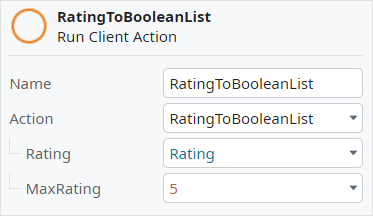 RatingToBooleanList
Run Client Action
Name RatingToBooleanList
Action RatingToBooleanList
Rating Rating
MaxRating 5